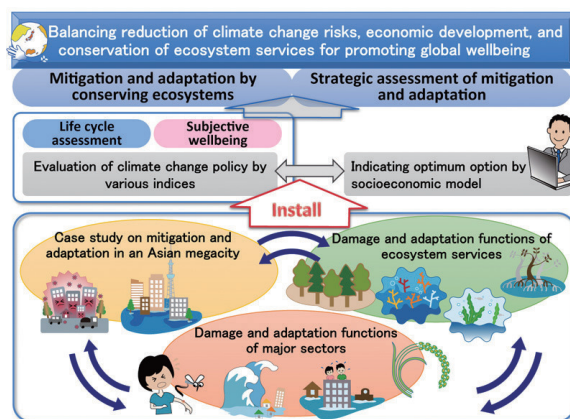 Balancing reduction of climate change risks, economic development, and
conservation of ecosystem services for promoting global wellbeing
Mitigation and adaptation by
conserving ecosystems
Strategic assessment of mitigation
and adaptation
Life cycle
assessment
Subjective
wellbeing
Evaluation of climate change policy by
various indices
Indicating optimum option by
socioeconomic model
Install
Case study on mitigation and
adaptation in an Asian megacity
Damage and adaptation functions of
ecosystem services
Damage and adaptation functions
of major sectors